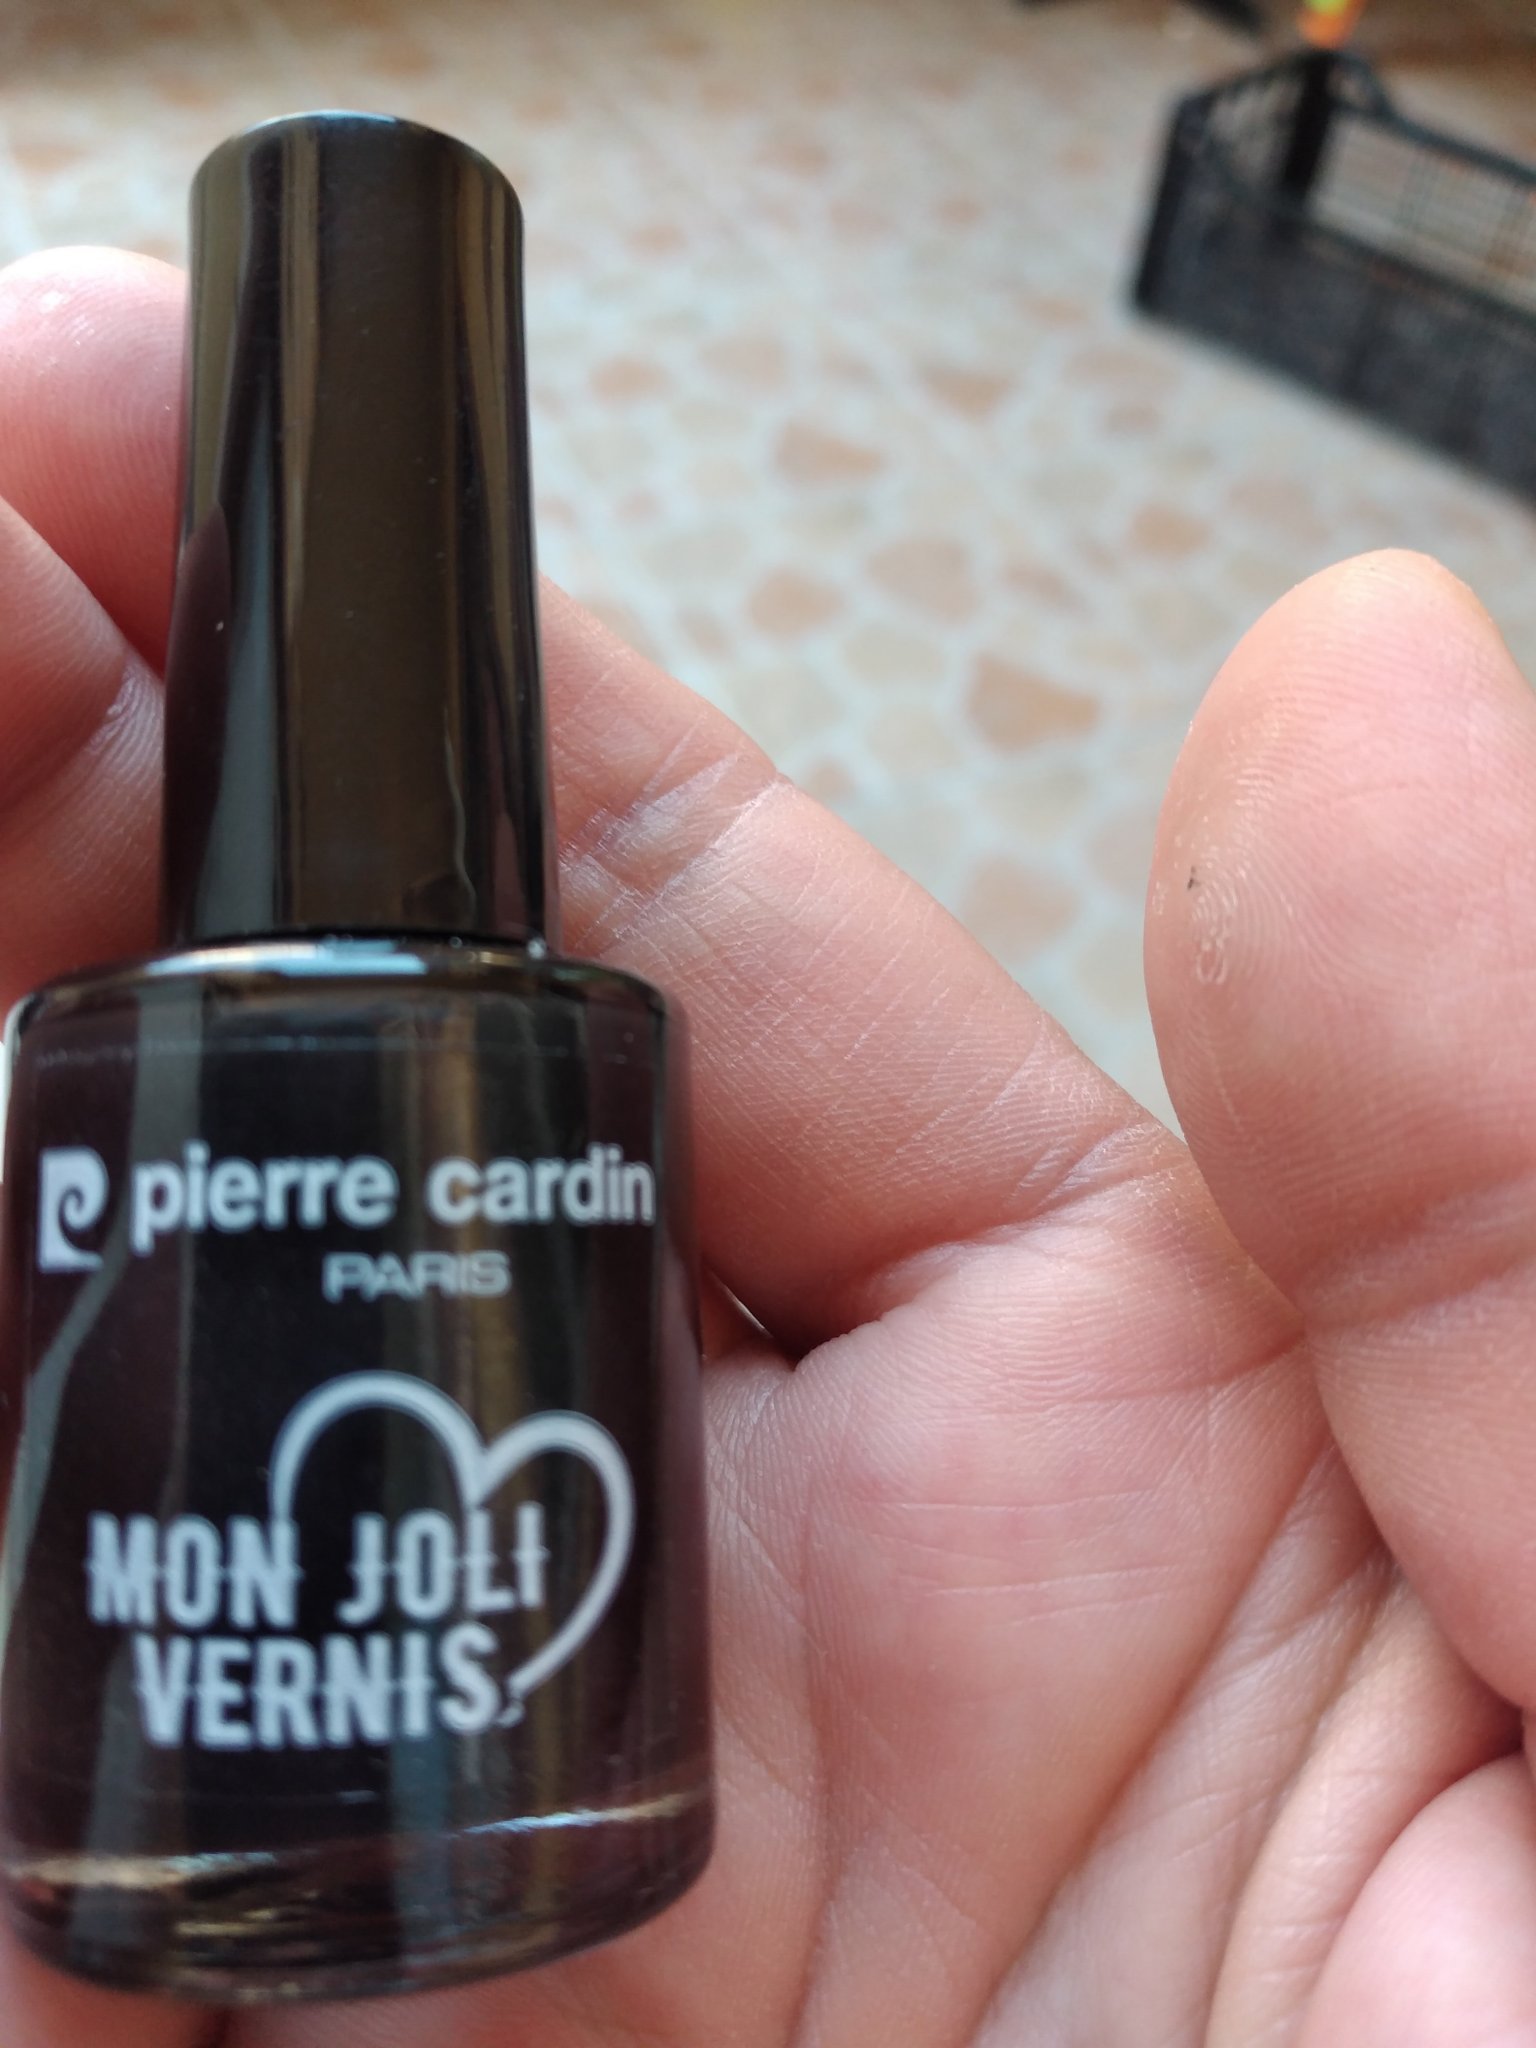 pierre cardin
PARIS
MON JOLI
VERNIS